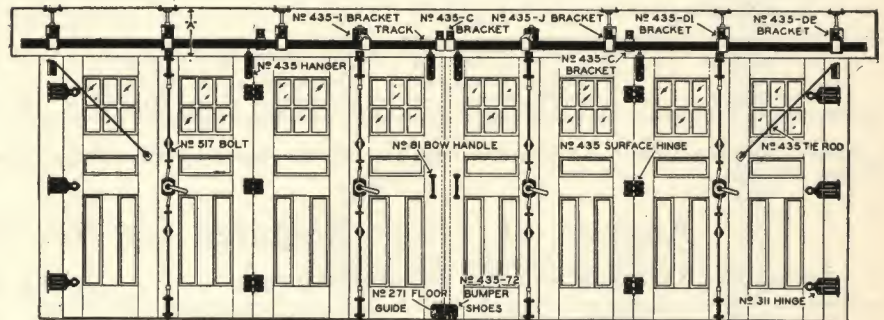 Nº 435-I BRACKET
TRACK
Nº 435-C
BRACKET
Nº 435-J BRACKET
Nº 435-D1
BRACKET
Nº 435-D2
BRACKET
"A"
Nº 435 HANGER
Nº 435-C
BRACKET
Nº 517 BOLT
Nº 81 BOW HANDLE
Nº 435 SURFACE HINGE
Nº 435 TIE ROD
Nº 271 FLOOR
GUIDE
Nº 435-72
BUMPER
SHOES
Nº 311 HINGE